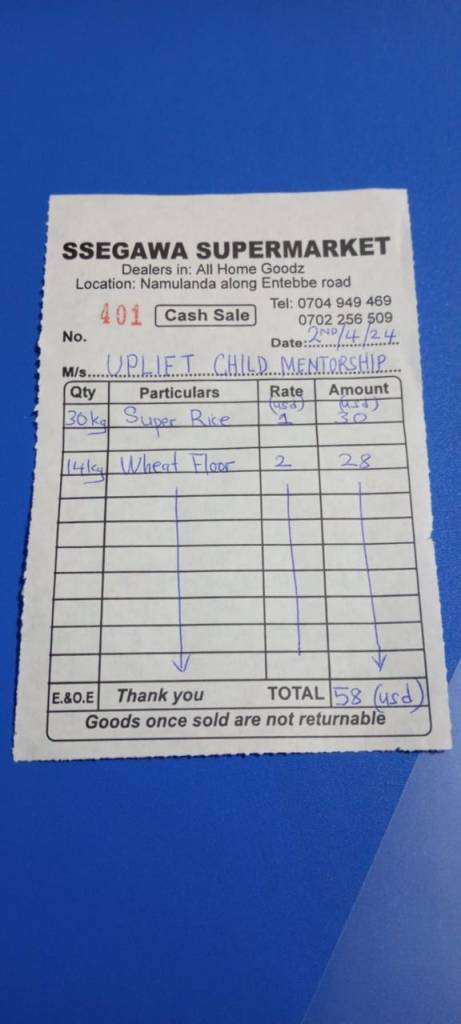 SSEGAWA SUPERMARKET
Dealers in: All Home Goodz
Location: Namulanda along Entebbe road
Tel: 0704 949 469
0702 256 509
No. 401 Cash Sale
Date: 2ND/4/24
M/s UPLIFT CHILD MENTORSHIP
Qty Particulars Rate (usd) Amount (usd)
30kg Super Rice 1 30
14kg Wheat Floor 2 28
E.&O.E Thank you TOTAL 58 (usd)
Goods once sold are not returnable